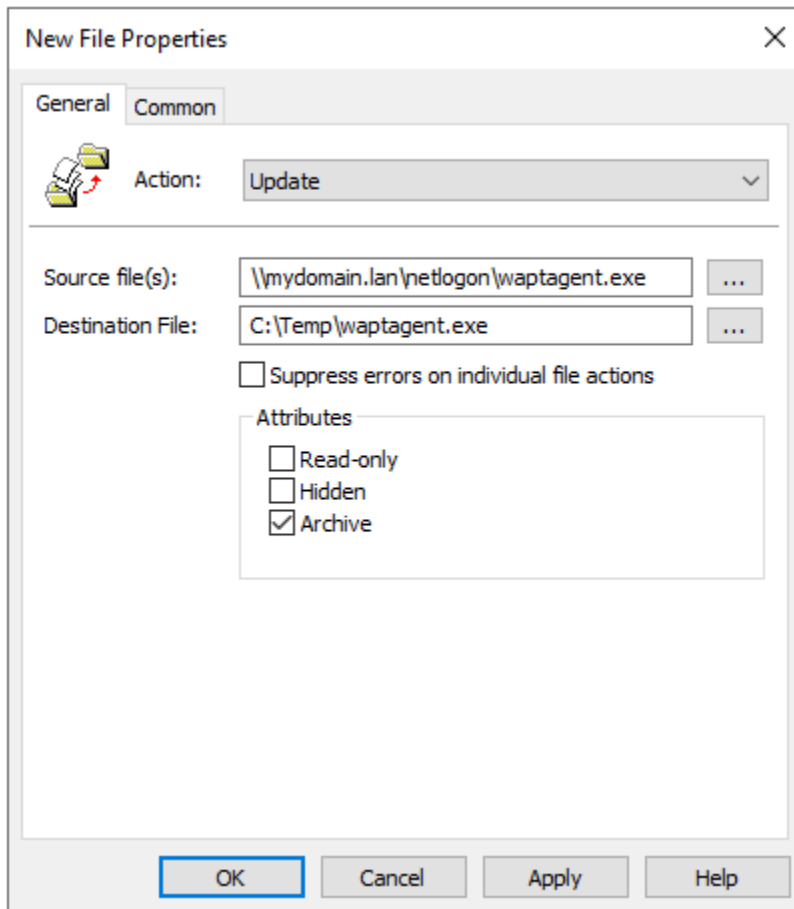 New File Properties
General Common
Action: Update
Source file(s): \\mydomain.lan\netlogon\waptagent.exe ...
Destination File: C:\Temp\waptagent.exe ...
Suppress errors on individual file actions
Attributes
Read-only
Hidden
Archive
OK Cancel Apply Help